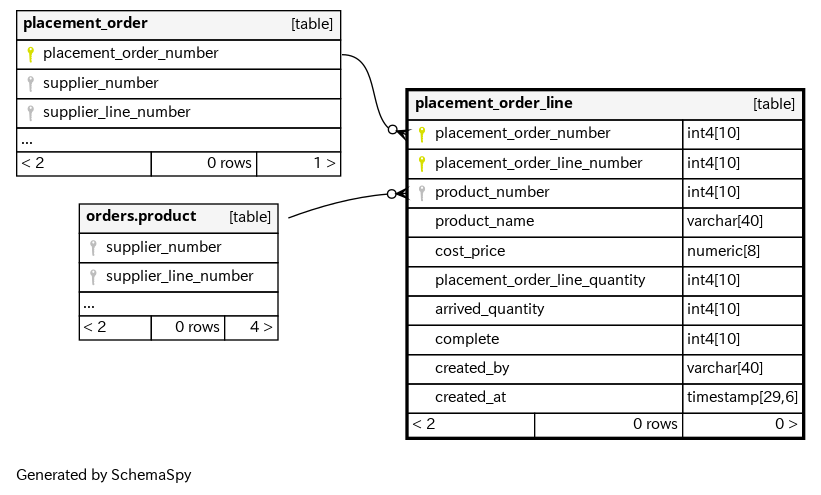 placement_order [table]
placement_order_number
supplier_number
supplier_line_number
...
< 2 0 rows 1 >
placement_order_line [table]
placement_order_number int4[10]
placement_order_line_number int4[10]
product_number int4[10]
product_name varchar[40]
cost_price numeric[8]
placement_order_line_quantity int4[10]
arrived_quantity int4[10]
complete int4[10]
created_by varchar[40]
created_at timestamp[29,6]
< 2 0 rows 0 >
orders.product [table]
supplier_number
supplier_line_number
...
< 2 0 rows 4 >
Generated by SchemaSpy